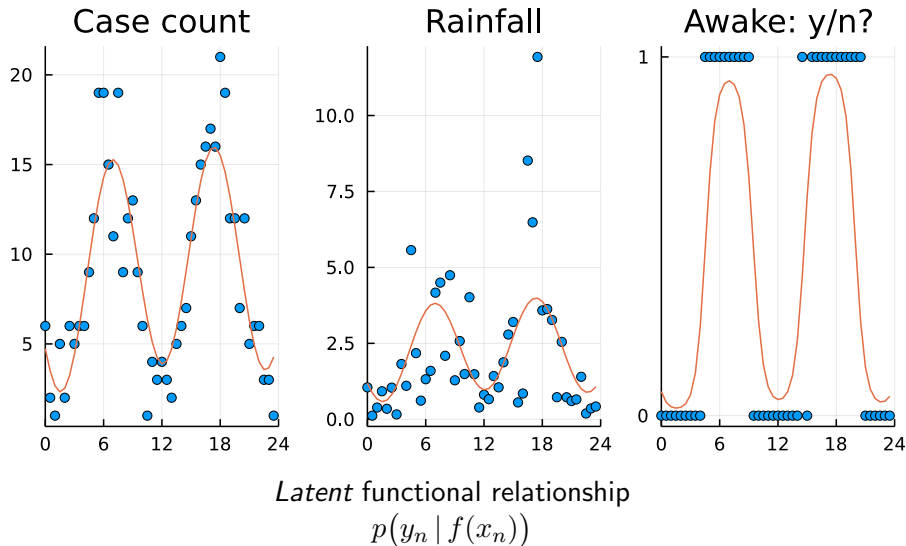 Case count
Rainfall
Awake: y/n?
20
15
10
5
0 6 12 18 24
10.0
7.5
5.0
2.5
0.0
0 6 12 18 24
1
0
0 6 12 18 24
Latent functional relationship
p(y_n | f(x_n))